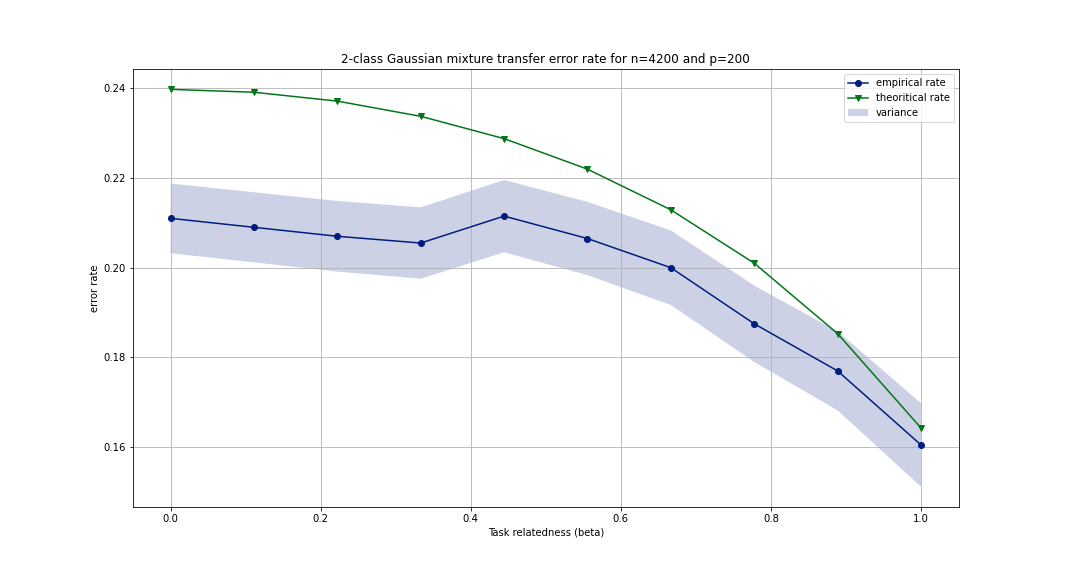 2-class Gaussian mixture transfer error rate for n=4200 and p=200
empirical rate
theoritical rate
variance
error rate
0.24
0.22
0.20
0.18
0.16
0.0 0.2 0.4 0.6 0.8 1.0
Task relatedness (beta)